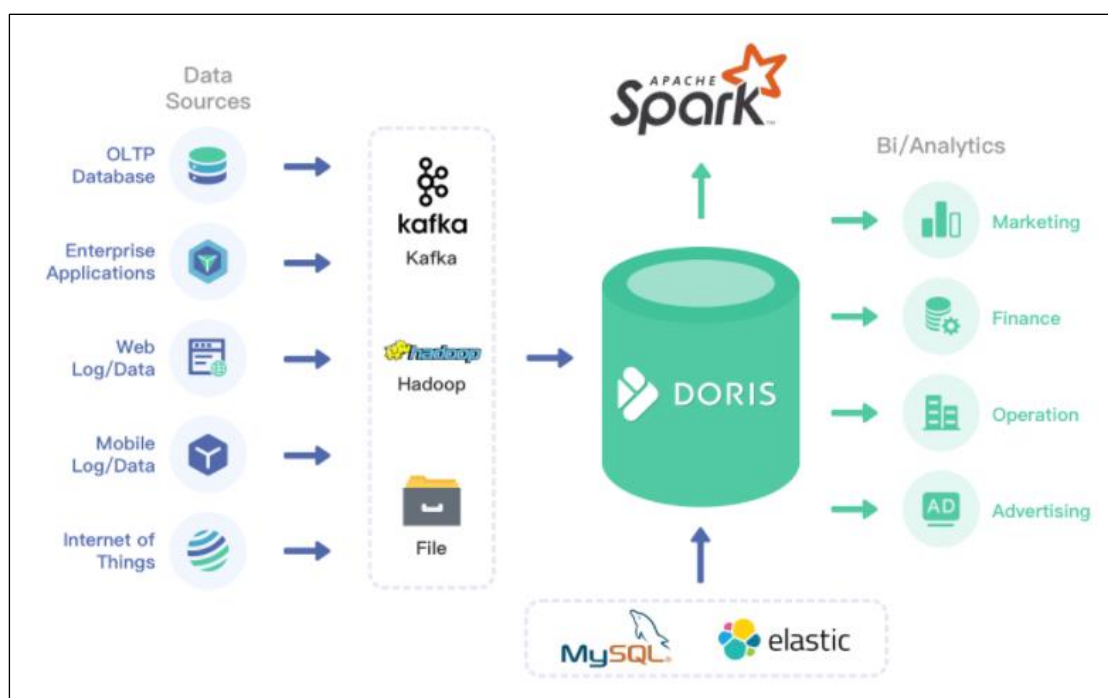 Data
Sources
OLTP
Database
Enterprise
Applications
Web
Log/Data
Mobile
Log/Data
Internet of
Things
kafka
Kafka
hadoop
Hadoop
File
APACHE
Spark™
DORIS
MySQL®
elastic
Bi/Analytics
Marketing
Finance
Operation
AD
Advertising